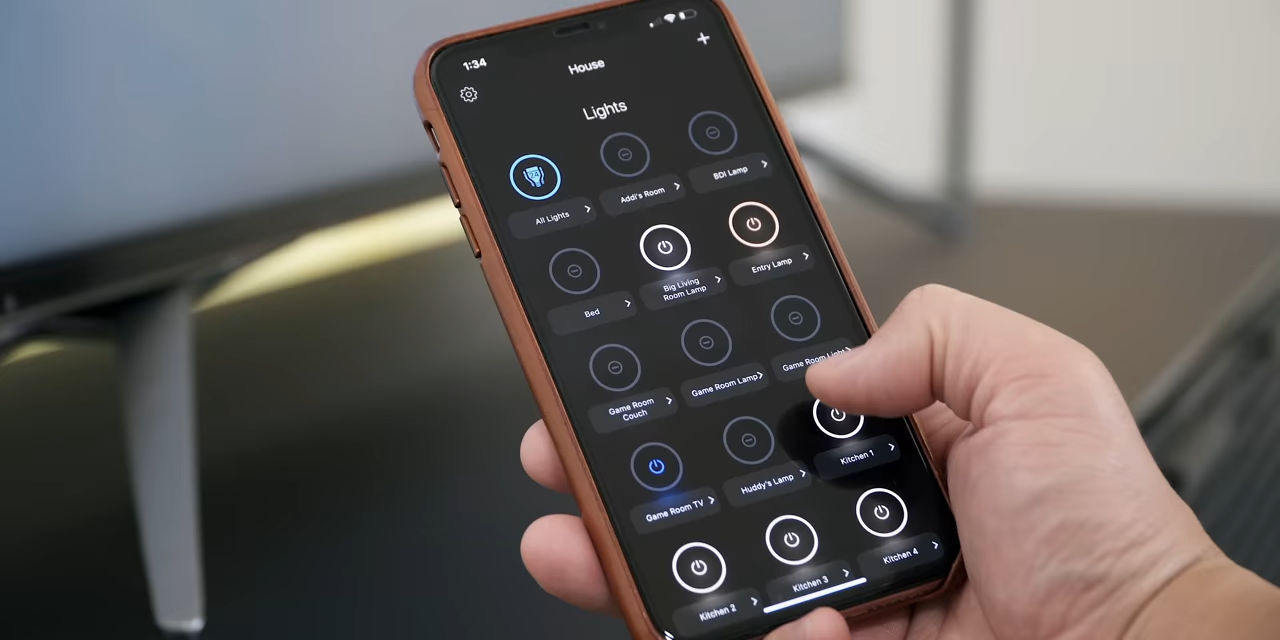 1:34
House
Lights
All Lights
Addi's Room
BDI Lamp
Bed
Big Living
Room Lamp
Entry Lamp
Game Room
Couch
Game Room Lamp
Game Room Light
Game Room TV
Huddy's Lamp
Kitchen 1
Kitchen 2
Kitchen 3
Kitchen 4